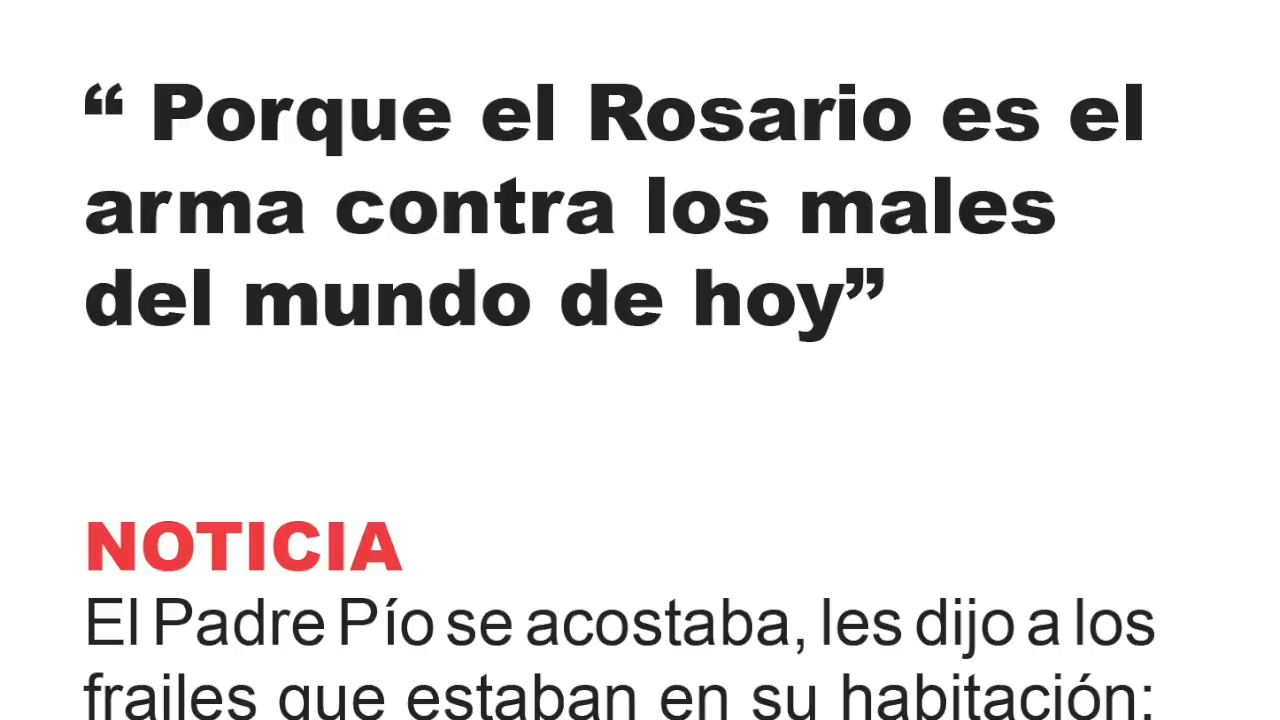 “ Porque el Rosario es el
arma contra los males
del mundo de hoy”
NOTICIA
El Padre Pío se acostaba, les dijo a los
frailes que estaban en su habitación: